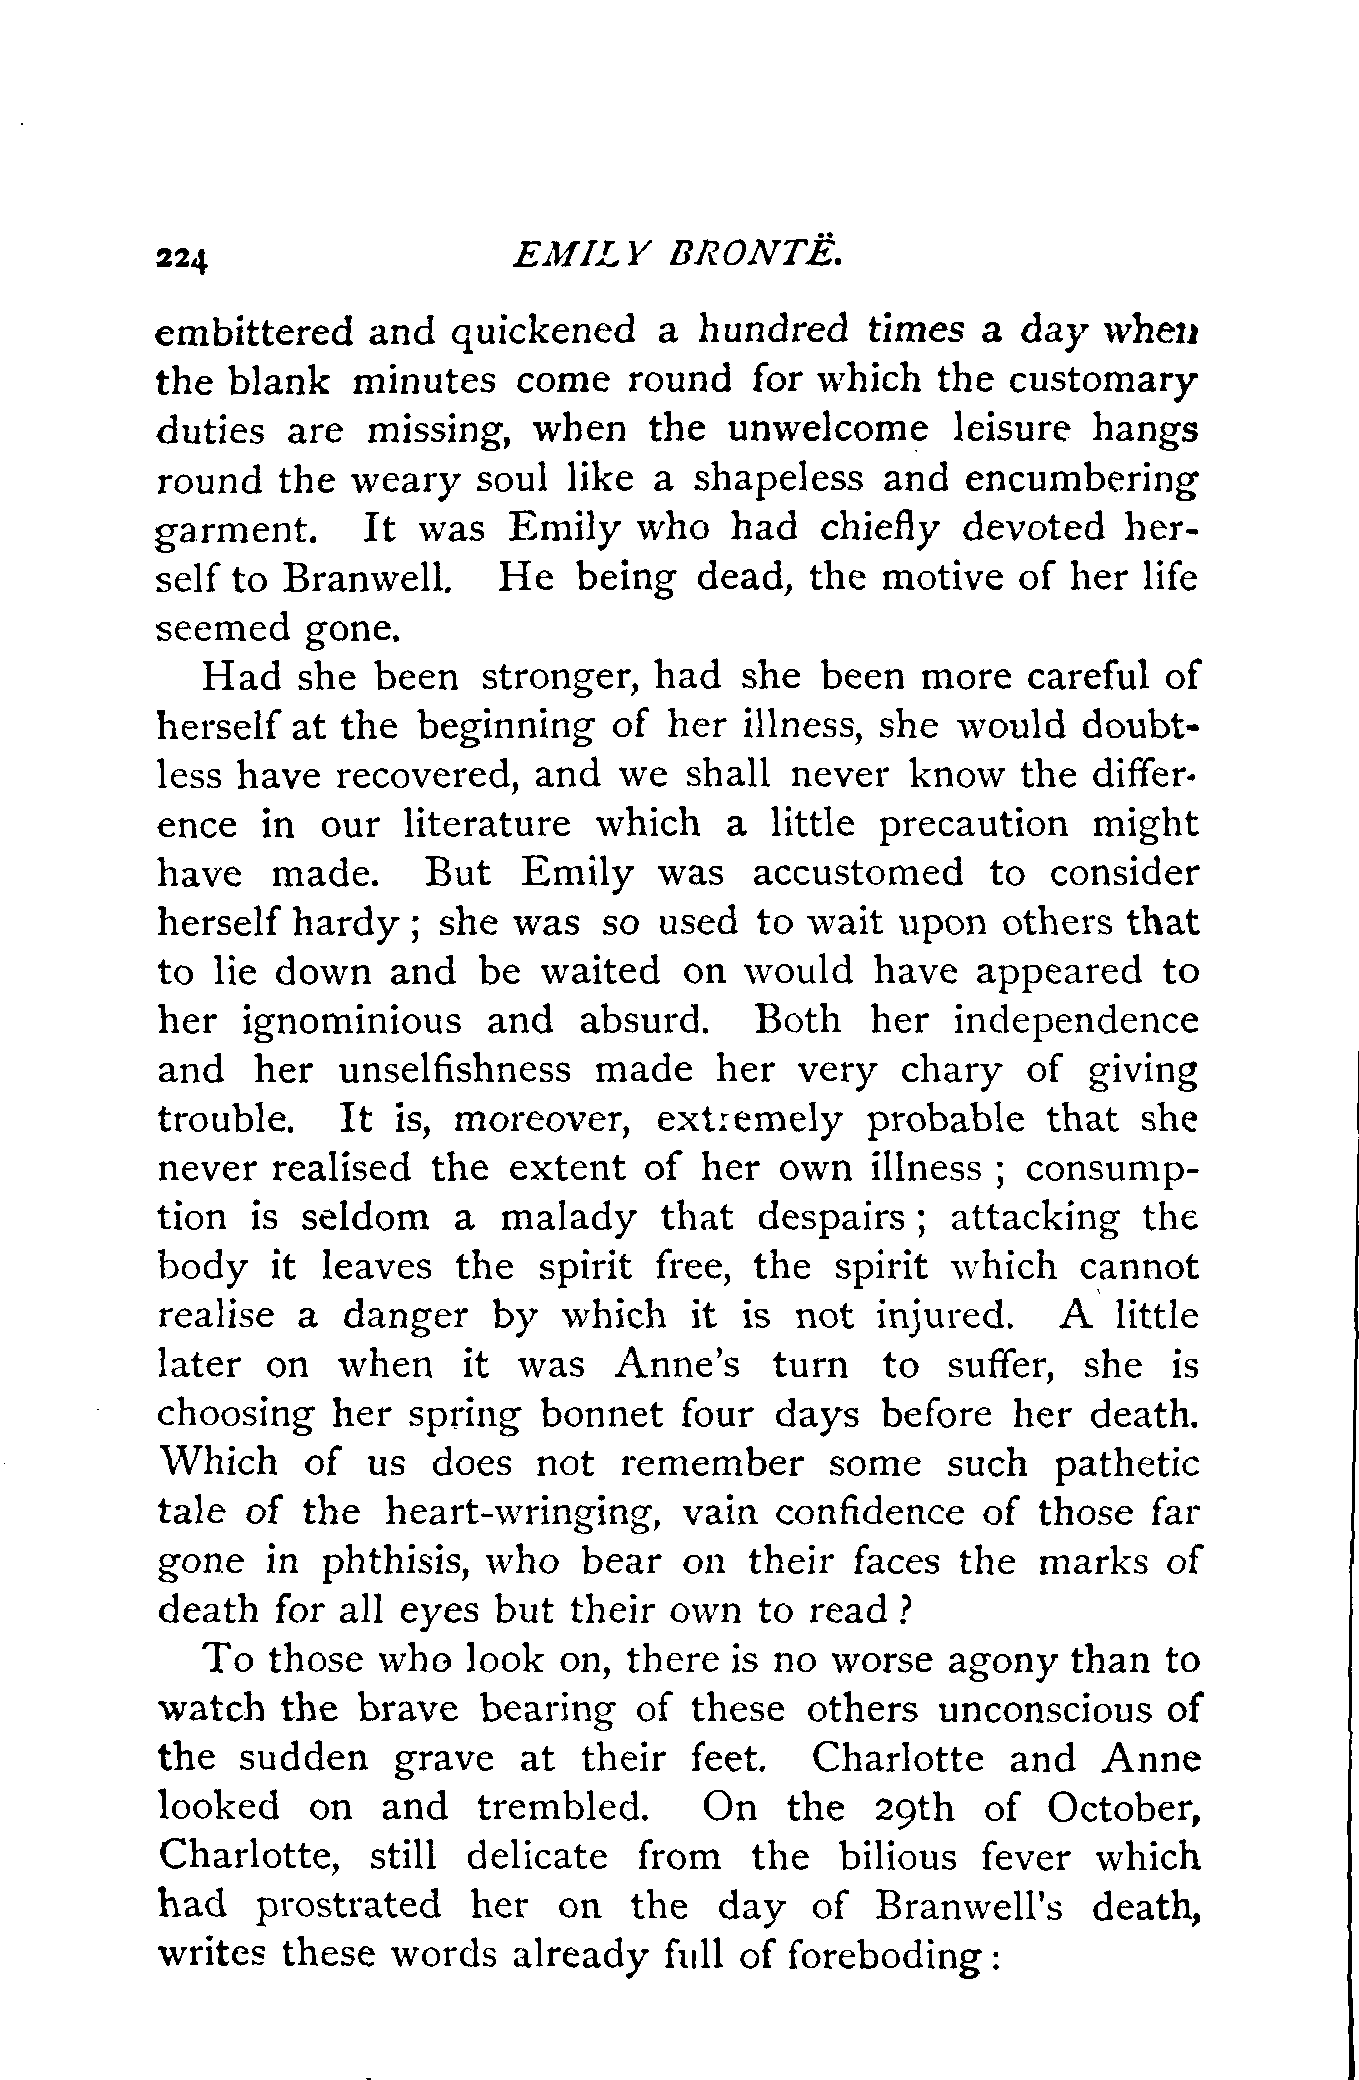 224 EMILY BRONTË.
embittered and quickened a hundred times a day when
the blank minutes come round for which the customary
duties are missing, when the unwelcome leisure hangs
round the weary soul like a shapeless and encumbering
garment. It was Emily who had chiefly devoted her-
self to Branwell. He being dead, the motive of her life
seemed gone.
Had she been stronger, had she been more careful of
herself at the beginning of her illness, she would doubt-
less have recovered, and we shall never know the differ-
ence in our literature which a little precaution might
have made. But Emily was accustomed to consider
herself hardy ; she was so used to wait upon others that
to lie down and be waited on would have appeared to
her ignominious and absurd. Both her independence
and her unselfishness made her very chary of giving
trouble. It is, moreover, extremely probable that she
never realised the extent of her own illness ; consump-
tion is seldom a malady that despairs ; attacking the
body it leaves the spirit free, the spirit which cannot
realise a danger by which it is not injured. A little
later on when it was Anne's turn to suffer, she is
choosing her spring bonnet four days before her death.
Which of us does not remember some such pathetic
tale of the heart-wringing, vain confidence of those far
gone in phthisis, who bear on their faces the marks of
death for all eyes but their own to read ?
To those who look on, there is no worse agony than to
watch the brave bearing of these others unconscious of
the sudden grave at their feet. Charlotte and Anne
looked on and trembled. On the 29th of October,
Charlotte, still delicate from the bilious fever which
had prostrated her on the day of Branwell's death,
writes these words already full of foreboding :